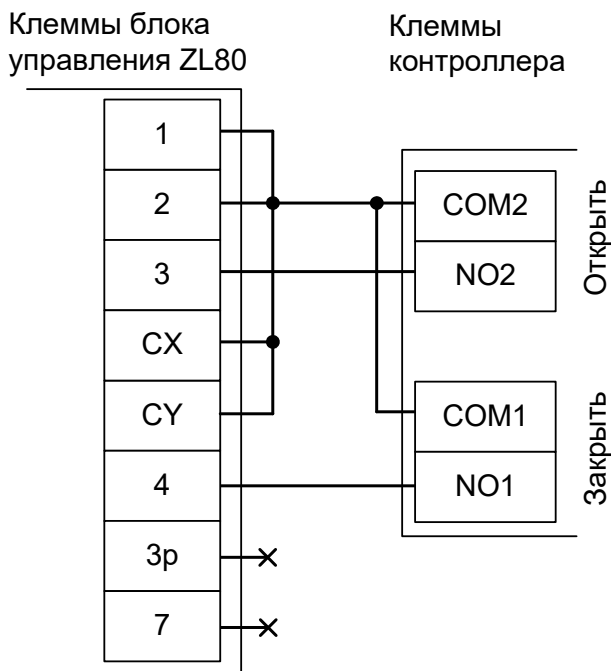 Клеммы блока
управления ZL80
Клеммы
контроллера
1
2
3
CX
CY
4
3р
7
COM2
NO2
Открыть
COM1
NO1
Закрыть